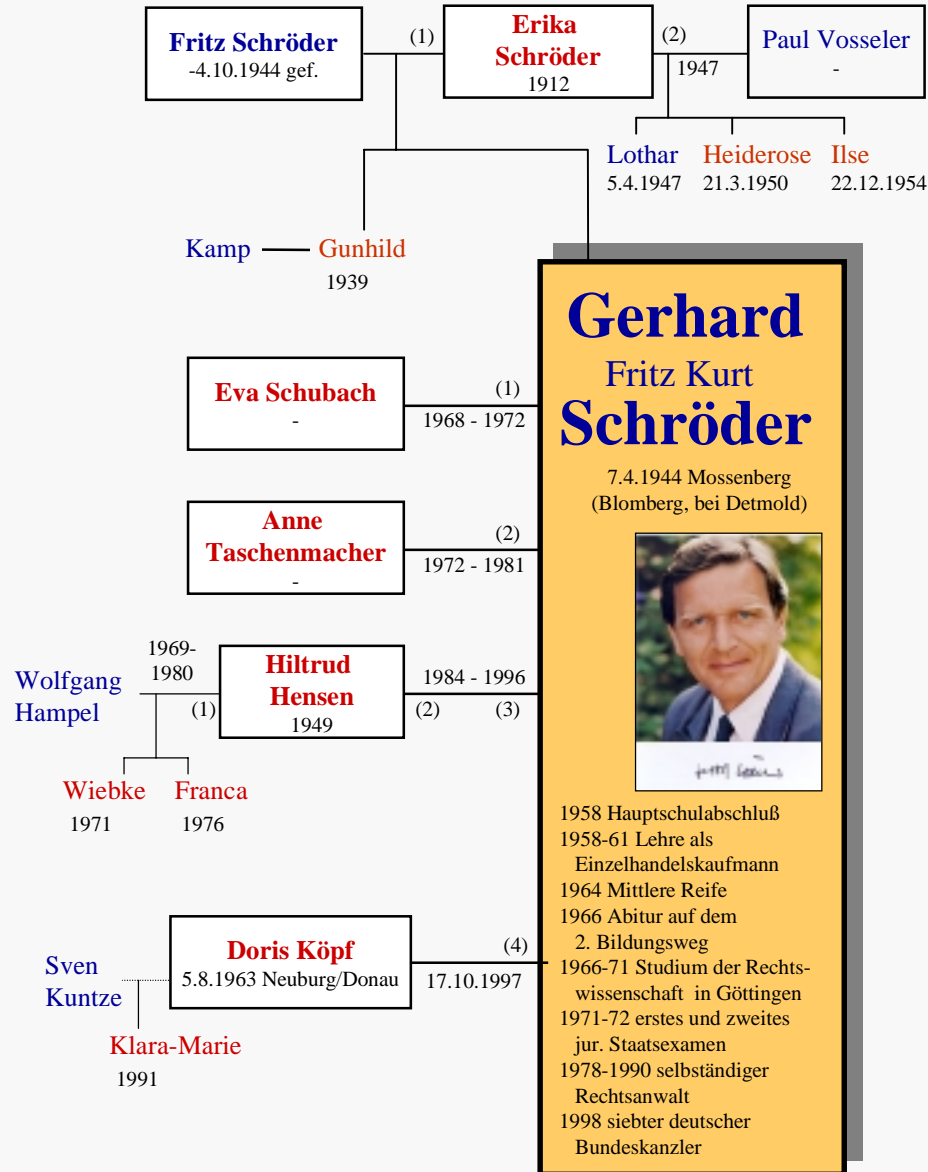 Fritz Schröder
-4.10.1944 gef.
(1)
Erika
Schröder
1912
(2)
1947
Paul Vosseler
-
Lothar
5.4.1947
Heiderose
21.3.1950
Ilse
22.12.1954
Kamp
Gunhild
1939
Gerhard
Fritz Kurt
Schröder
7.4.1944 Mossenberg
(Blomberg, bei Detmold)
Eva Schubach
-
(1)
1968 - 1972
Anne
Taschenmacher
-
(2)
1972 - 1981
Wolfgang
Hampel
1969-
1980
(1)
Hiltrud
Hensen
1949
1984 - 1996
(2)
(3)
Wiebke
1971
Franca
1976
Sven
Kuntze
Doris Köpf
5.8.1963 Neuburg/Donau
(4)
17.10.1997
Klara-Marie
1991
1958 Hauptschulabschluß
1958-61 Lehre als
Einzelhandelskaufmann
1964 Mittlere Reife
1966 Abitur auf dem
2. Bildungsweg
1966-71 Studium der Rechts-
wissenschaft in Göttingen
1971-72 erstes und zweites
jur. Staatsexamen
1978-1990 selbständiger
Rechtsanwalt
1998 siebter deutscher
Bundeskanzler